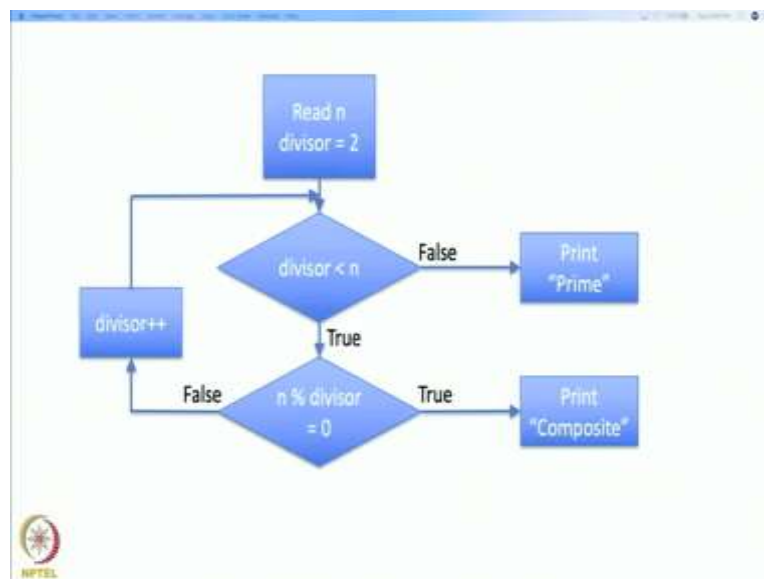 Read n
divisor = 2
divisor < n
False
Print
"Prime"
divisor++
True
False
n % divisor
= 0
True
Print
"Composite"
NPTEL